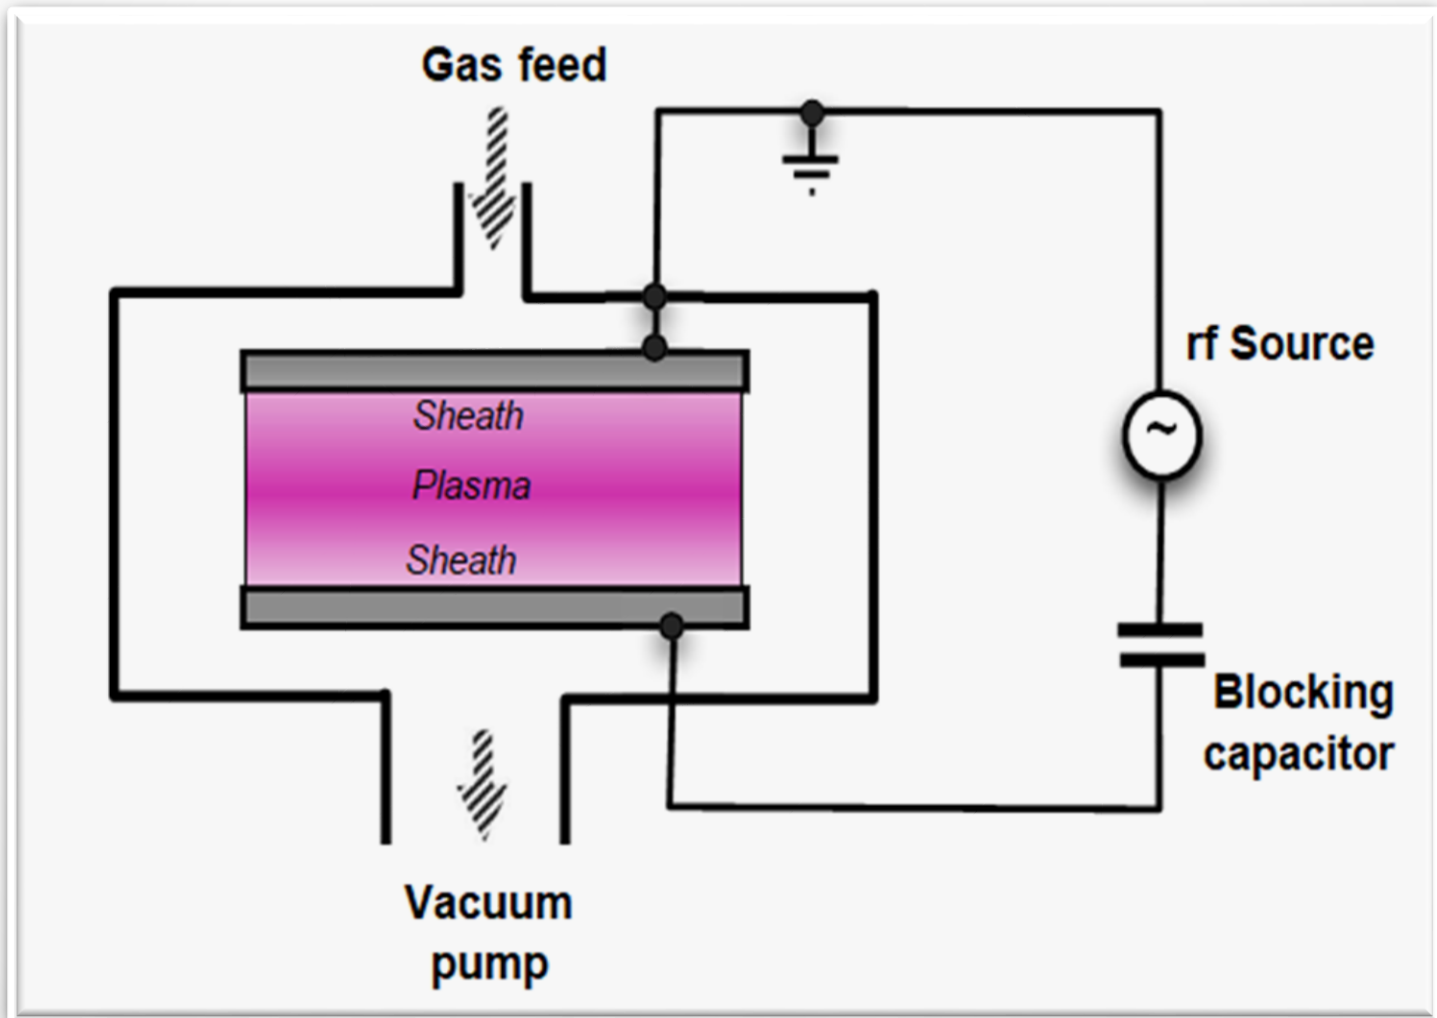 Gas feed
rf Source
Sheath
Plasma
~
Sheath
Blocking
capacitor
Vacuum
pump